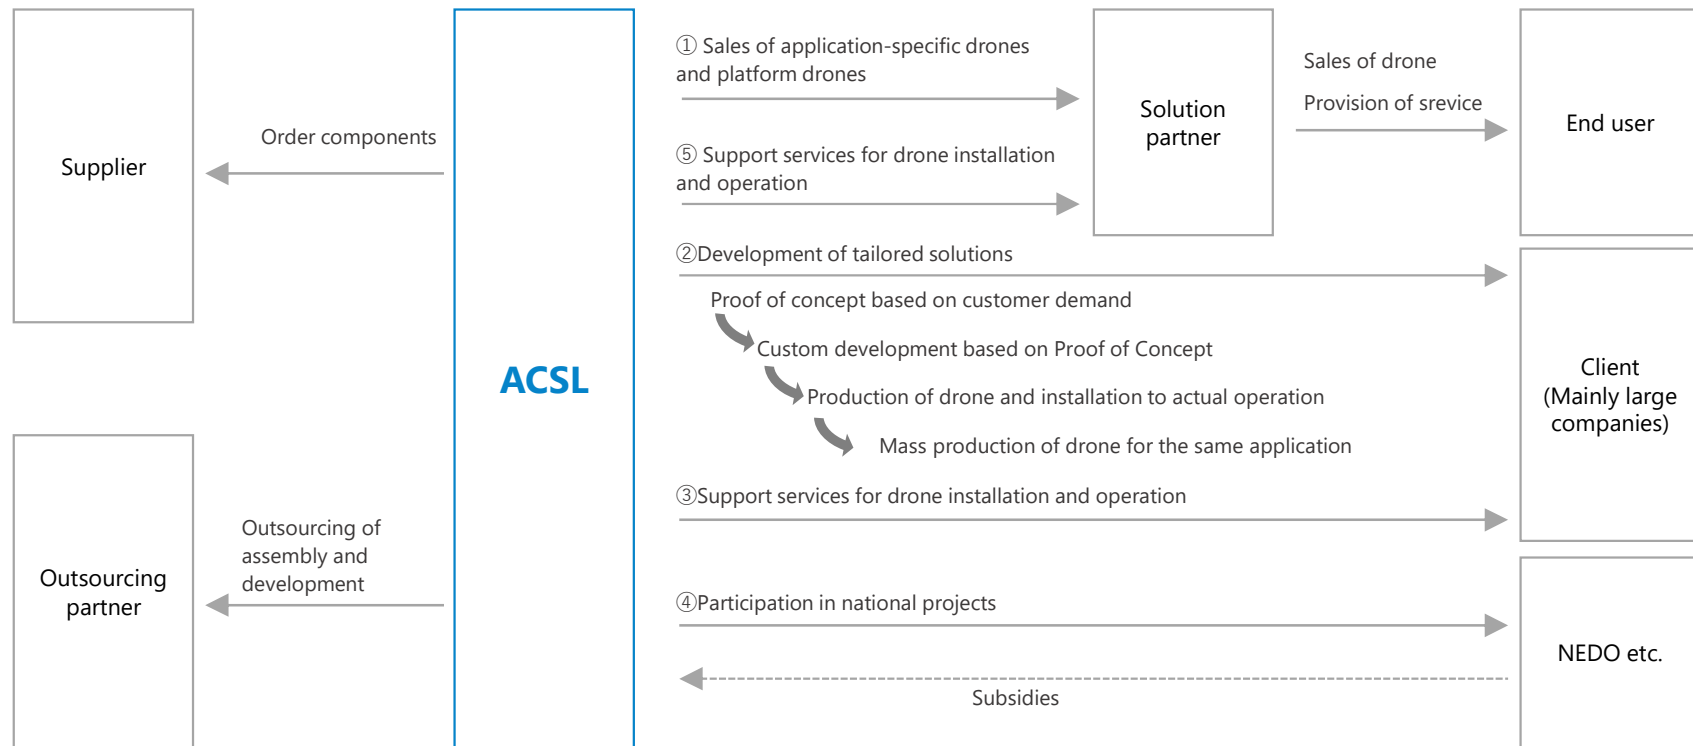 Supplier
Order components
Outsourcing
partner
Outsourcing of
assembly and
development
ACSL
① Sales of application-specific drones
and platform drones
⑤ Support services for drone installation
and operation
Solution
partner
Sales of drone
Provision of srevice
End user
②Development of tailored solutions
Proof of concept based on customer demand
Custom development based on Proof of Concept
Production of drone and installation to actual operation
Mass production of drone for the same application
③Support services for drone installation and operation
Client
(Mainly large
companies)
④Participation in national projects
Subsidies
NEDO etc.